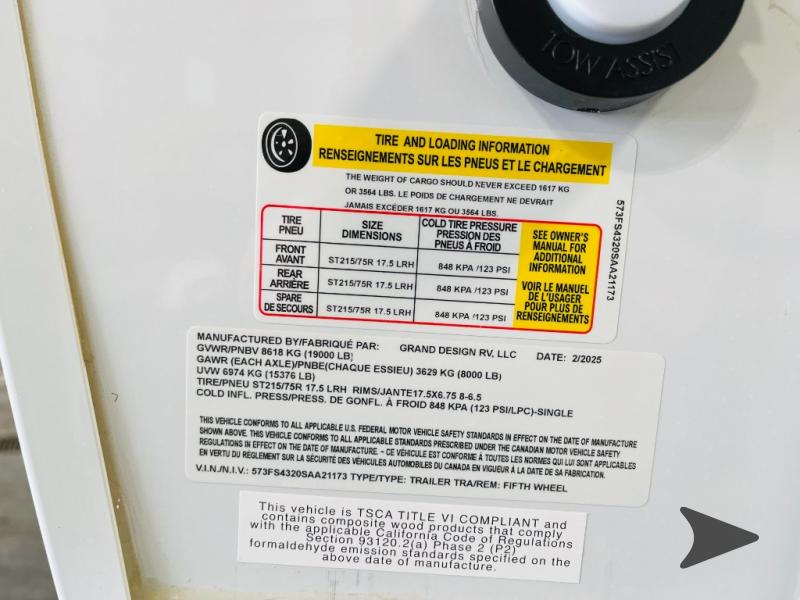 TOW ASSIST
TIRE AND LOADING INFORMATION
RENSEIGNEMENTS SUR LES PNEUS ET LE CHARGEMENT
THE WEIGHT OF CARGO SHOULD NEVER EXCEED 1617 KG
OR 3564 LBS. LE POIDS DE CHARGEMENT NE DEVRAIT
JAMAIS EXCÉDER 1617 KG OU 3564 LBS.
TIRE
PNEU
SIZE
DIMENSIONS
COLD TIRE PRESSURE
PRESSION DES
PNEUS À FROID
FRONT
AVANT
ST215/75R 17.5 LRH
848 KPA /123 PSI
REAR
ARRIÈRE
ST215/75R 17.5 LRH
848 KPA /123 PSI
SPARE
DE SECOURS
ST215/75R 17.5 LRH
848 KPA /123 PSI
SEE OWNER'S
MANUAL FOR
ADDITIONAL
INFORMATION
VOIR LE MANUEL
DE L'USAGER
POUR PLUS DE
RENSEIGNEMENTS
573FS4320SAA21173
MANUFACTURED BY/FABRIQUÉ PAR: GRAND DESIGN RV, LLC DATE: 2/2025
GVWR/PNBV 8618 KG (19000 LB)
GAWR (EACH AXLE)/PNBE(CHAQUE ESSIEU) 3629 KG (8000 LB)
UVW 6974 KG (15376 LB)
TIRE/PNEU ST215/75R 17.5 LRH RIMS/JANTE17.5X6.75 8-6.5
COLD INFL. PRESS/PRESS. DE GONFL. À FROID 848 KPA (123 PSI/LPC)-SINGLE
THIS VEHICLE CONFORMS TO ALL APPLICABLE U.S. FEDERAL MOTOR VEHICLE SAFETY STANDARDS IN EFFECT ON THE DATE OF MANUFACTURE
SHOWN ABOVE. THIS VEHICLE CONFORMS TO ALL APPLICABLE STANDARDS PRESCRIBED UNDER THE CANADIAN MOTOR VEHICLE SAFETY
REGULATIONS IN EFFECT ON THE DATE OF MANUFACTURE. ~ CE VÉHICULE EST CONFORME À TOUTES LES NORMES QUI LUI SONT APPLICABLES
EN VERTU DU RÈGLEMENT SUR LA SÉCURITÉ DES VÉHICULES AUTOMOBILES DU CANADA EN VIGUEUR À LA DATE DE SA FABRICATION.
V.I.N./N.I.V.: 573FS4320SAA21173 TYPE/TYPE: TRAILER TRA/REM: FIFTH WHEEL
This vehicle is TSCA TITLE VI COMPLIANT and
contains composite wood products that comply
with the applicable California Code of Regulations
Section 93120.2(a) Phase 2 (P2)
formaldehyde emission standards specified on the
above date of manufacture.